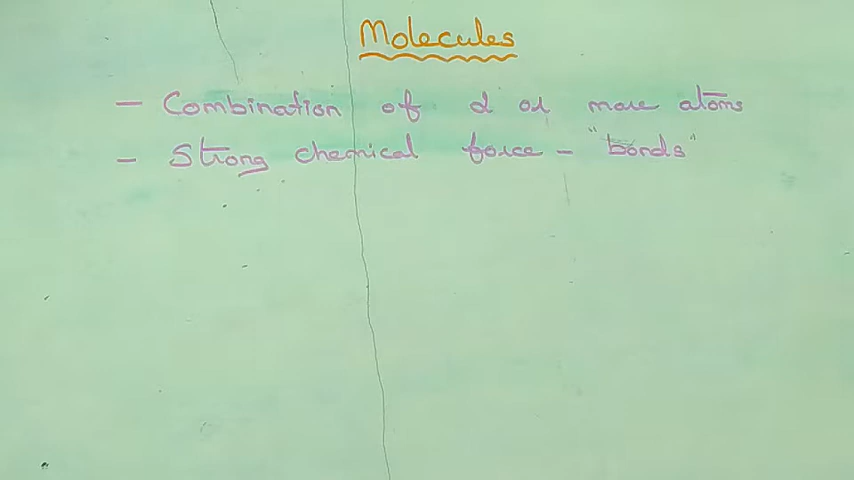 Molecules
- Combination of 2 or more atoms
- Strong chemical force - "bonds"